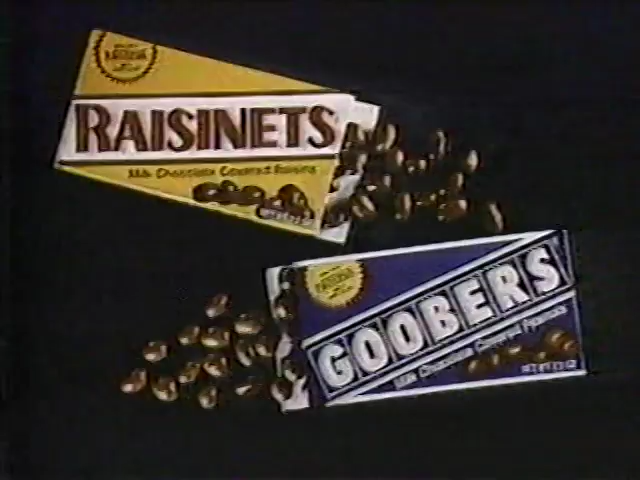 RAISINETS
Milk Chocolate Covered Raisins
GOOBERS
Milk Chocolate Covered Peanuts